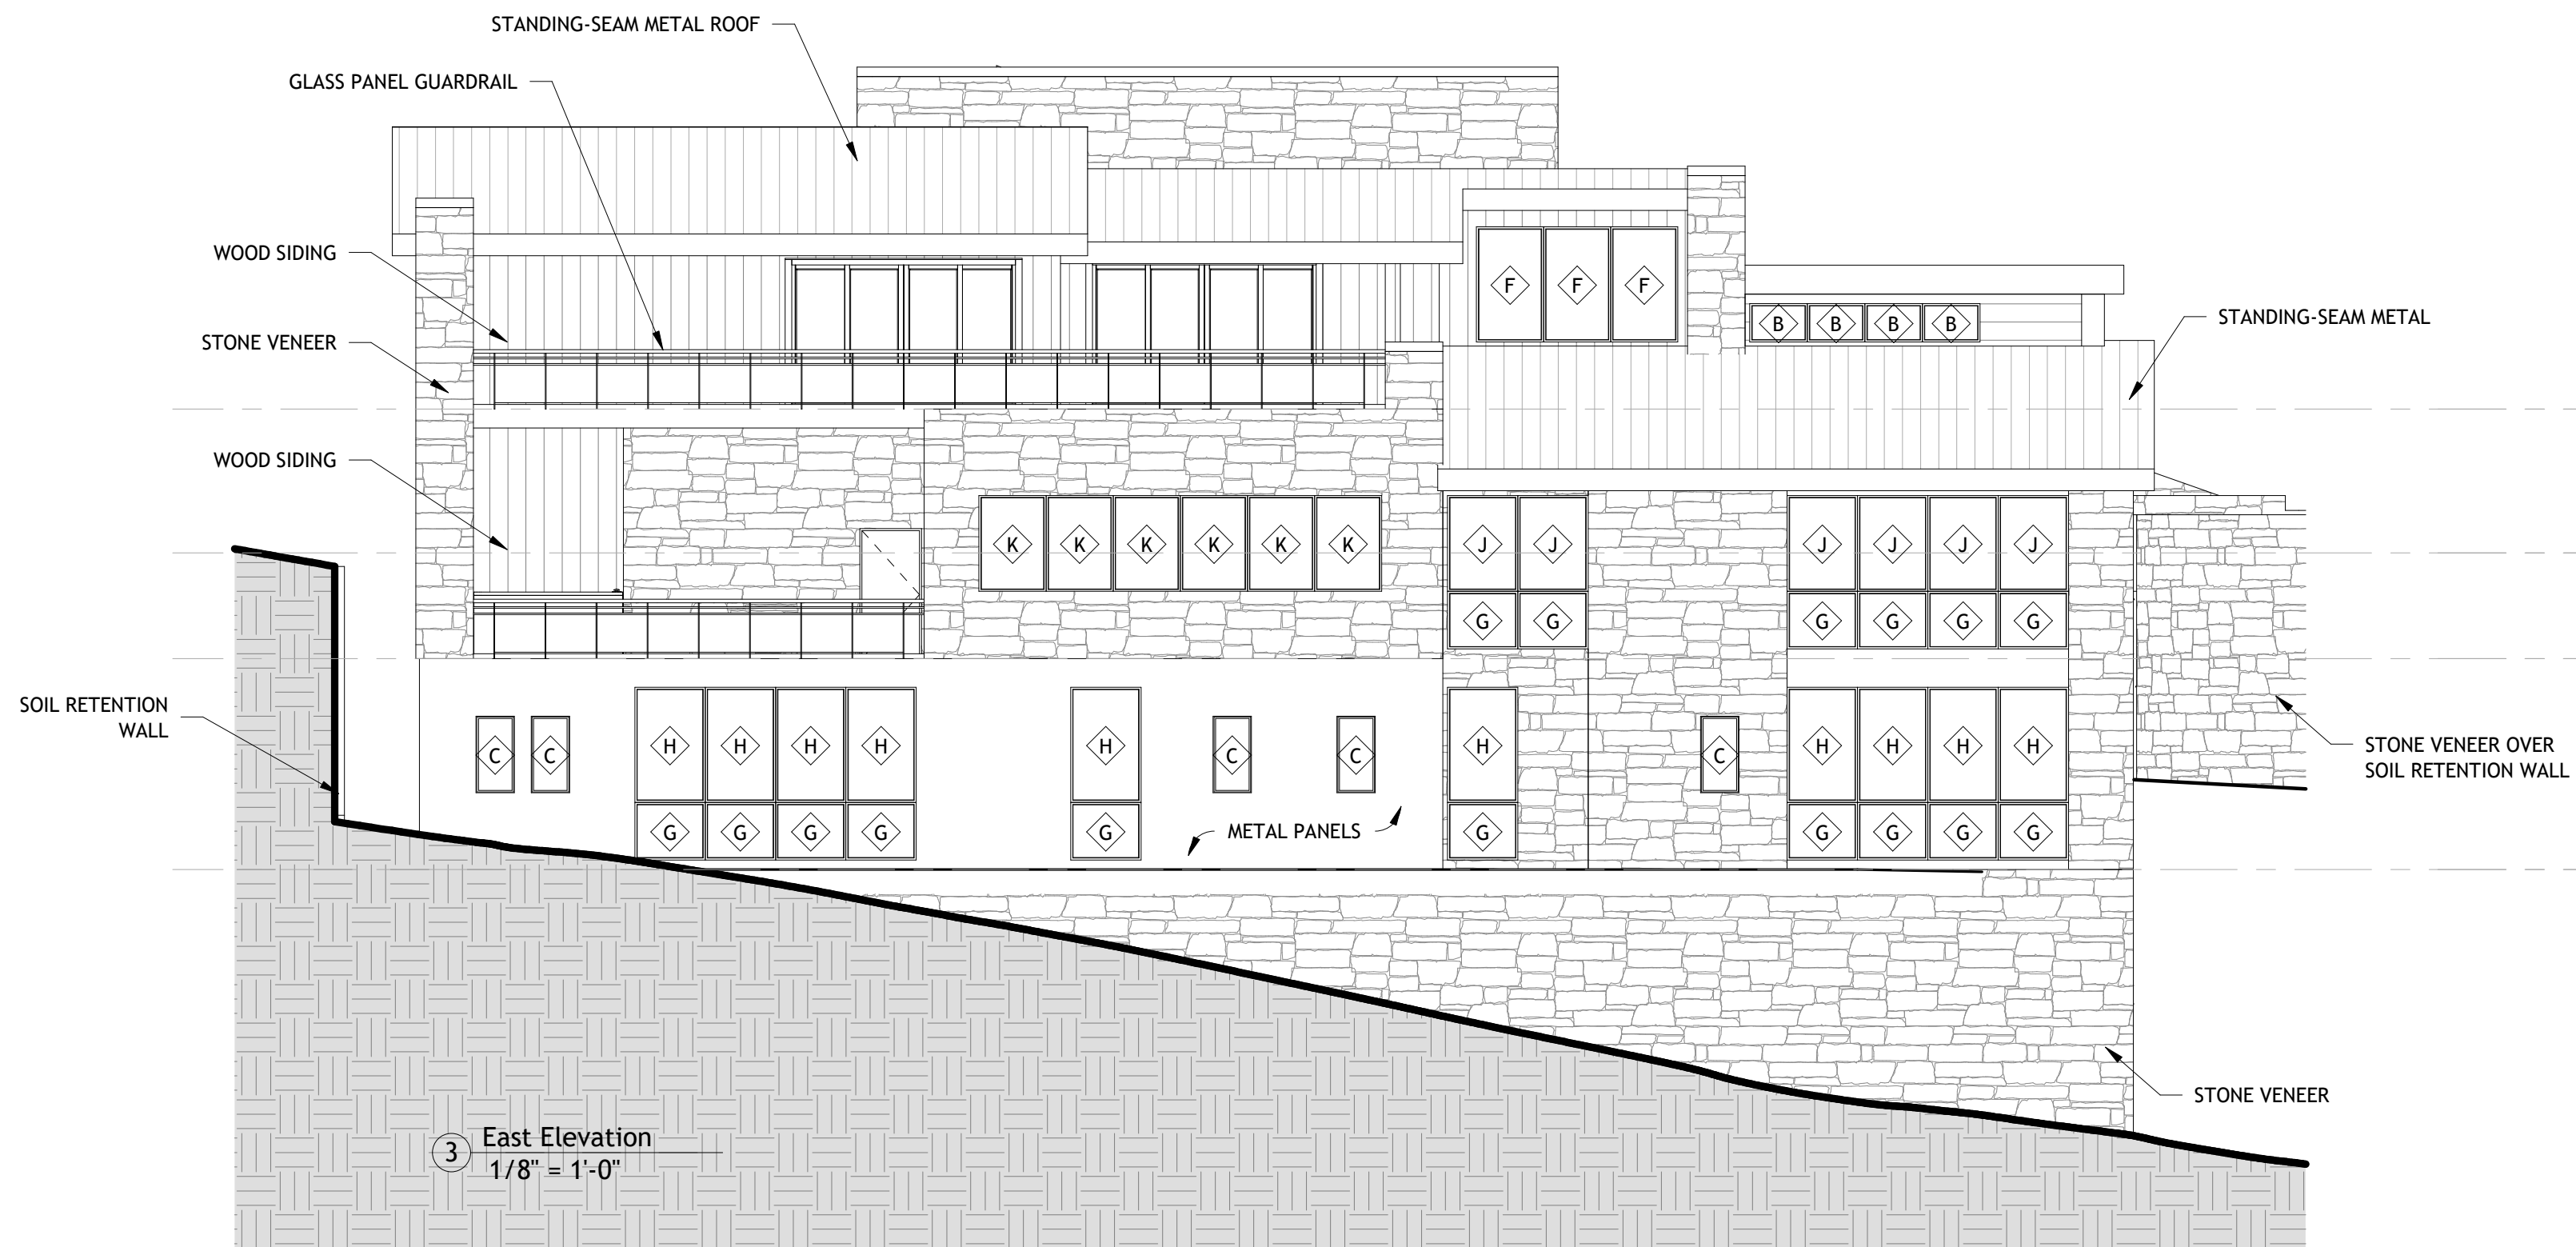 STANDING-SEAM METAL ROOF
GLASS PANEL GUARDRAIL
WOOD SIDING
F F F
B B B B
STANDING-SEAM METAL
STONE VENEER
WOOD SIDING
K K K K K K J J J J J J
G G G G G G
SOIL RETENTION
WALL
H H H H H H H H H H
C C C C C
STONE VENEER OVER
SOIL RETENTION WALL
G G G G G G G G G G
METAL PANELS
STONE VENEER
3 East Elevation
1/8" = 1'-0"